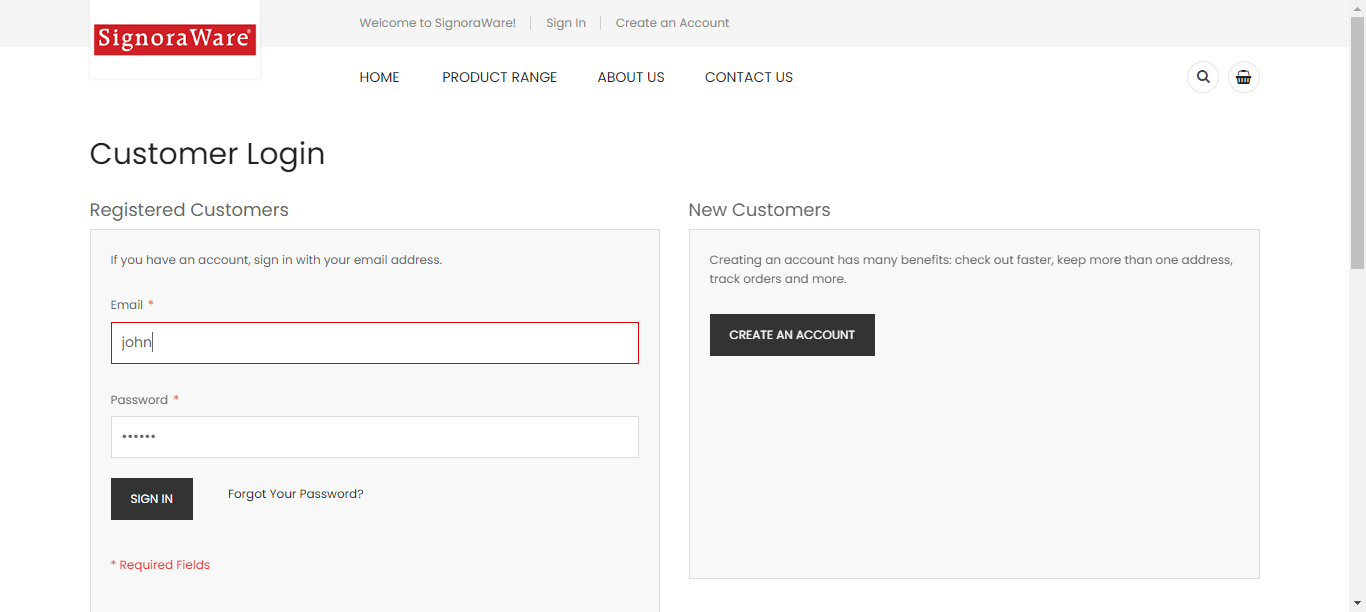 SignoraWare®
Welcome to SignoraWare! Sign In Create an Account
HOME PRODUCT RANGE ABOUT US CONTACT US
Customer Login
Registered Customers
If you have an account, sign in with your email address.
Email *
john
Password *
••••••
SIGN IN Forgot Your Password?
* Required Fields
New Customers
Creating an account has many benefits: check out faster, keep more than one address,
track orders and more.
CREATE AN ACCOUNT